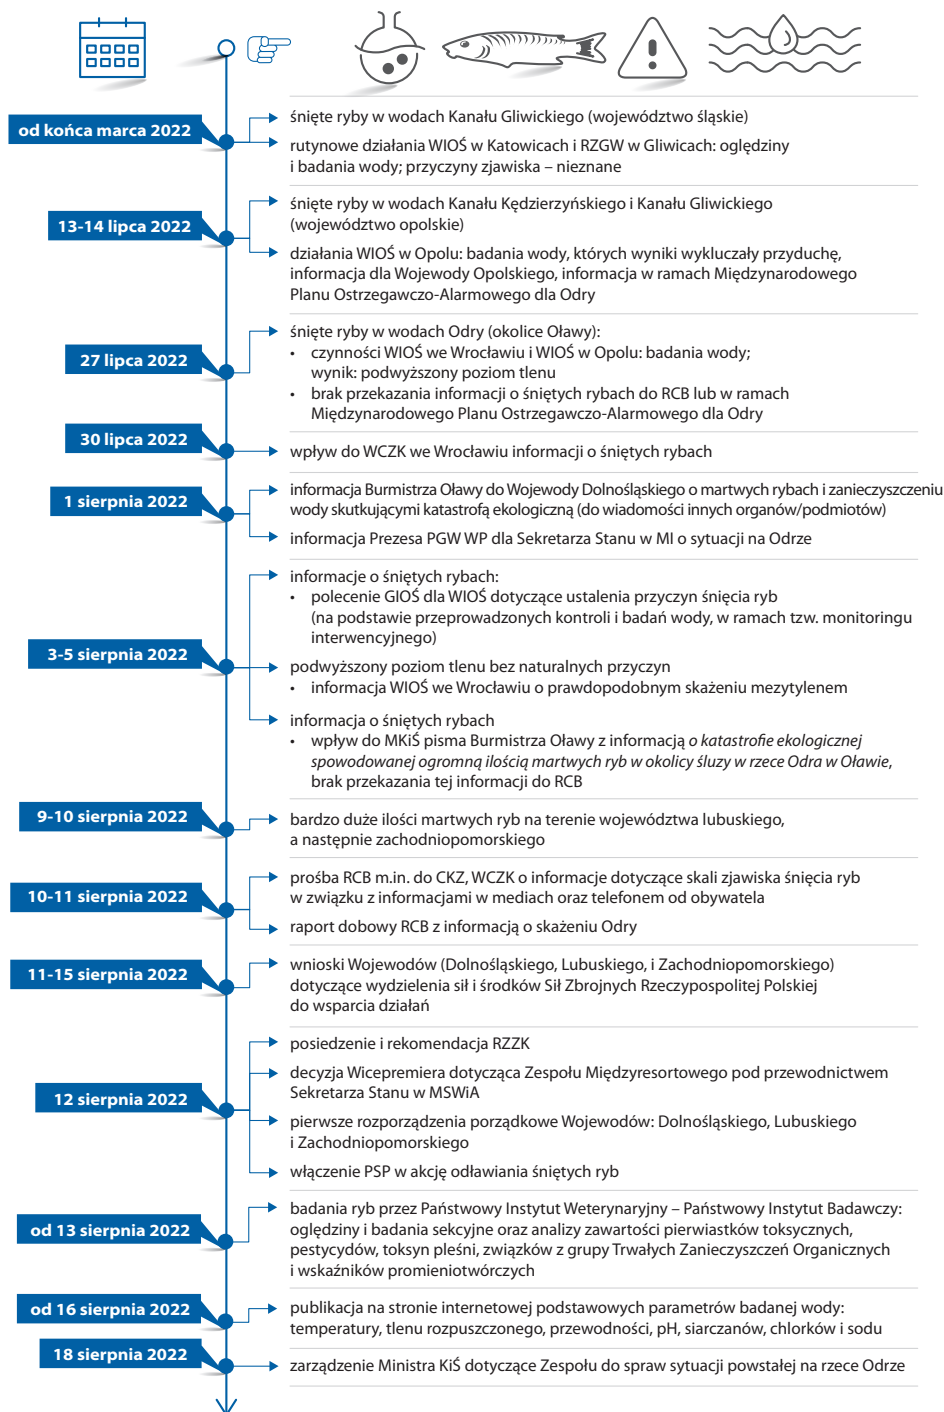 od końca marca 2022
śnięte ryby w wodach Kanału Gliwickiego (województwo śląskie)
rutynowe działania WIOŚ w Katowicach i RZGW w Gliwicach: oględziny
i badania wody; przyczyny zjawiska – nieznane
13-14 lipca 2022
śnięte ryby w wodach Kanału Kędzierzyńskiego i Kanału Gliwickiego
(województwo opolskie)
działania WIOŚ w Opolu: badania wody, których wyniki wykluczały przyduchę,
informacja dla Wojewody Opolskiego, informacja w ramach Międzynarodowego
Planu Ostrzegawczo-Alarmowego dla Odry
27 lipca 2022
śnięte ryby w wodach Odry (okolice Oławy):
• czynności WIOŚ we Wrocławiu i WIOŚ w Opolu: badania wody;
wynik: podwyższony poziom tlenu
• brak przekazania informacji o śniętych rybach do RCB lub w ramach
Międzynarodowego Planu Ostrzegawczo-Alarmowego dla Odry
30 lipca 2022
wpływ do WCZK we Wrocławiu informacji o śniętych rybach
1 sierpnia 2022
informacja Burmistrza Oławy do Wojewody Dolnośląskiego o martwych rybach i zanieczyszczeniu
wody skutkującymi katastrofą ekologiczną (do wiadomości innych organów/podmiotów)
informacja Prezesa PGW WP dla Sekretarza Stanu w MI o sytuacji na Odrze
3-5 sierpnia 2022
informacje o śniętych rybach:
• polecenie GIOŚ dla WIOŚ dotyczące ustalenia przyczyn śnięcia ryb
(na podstawie przeprowadzonych kontroli i badań wody, w ramach tzw. monitoringu
interwencyjnego)
podwyższony poziom tlenu bez naturalnych przyczyn
• informacja WIOŚ we Wrocławiu o prawdopodobnym skażeniu mezytylenem
informacja o śniętych rybach
• wpływ do MKiŚ pisma Burmistrza Oławy z informacją o katastrofie ekologicznej
spowodowanej ogromną ilością martwych ryb w okolicy śluzy w rzece Odra w Oławie,
brak przekazania tej informacji do RCB
9-10 sierpnia 2022
bardzo duże ilości martwych ryb na terenie województwa lubuskiego,
a następnie zachodniopomorskiego
10-11 sierpnia 2022
prośba RCB m.in. do CKZ, WCZK o informacje dotyczące skali zjawiska śnięcia ryb
w związku z informacjami w mediach oraz telefonem od obywatela
raport dobowy RCB z informacją o skażeniu Odry
11-15 sierpnia 2022
wnioski Wojewodów (Dolnośląskiego, Lubuskiego, i Zachodniopomorskiego)
dotyczące wydzielenia sił i środków Sił Zbrojnych Rzeczypospolitej Polskiej
do wsparcia działań
12 sierpnia 2022
posiedzenie i rekomendacja RZZK
decyzja Wicepremiera dotycząca Zespołu Międzyresortowego pod przewodnictwem
Sekretarza Stanu w MSWiA
pierwsze rozporządzenia porządkowe Wojewodów: Dolnośląskiego, Lubuskiego
i Zachodniopomorskiego
włączenie PSP w akcję odławiania śniętych ryb
od 13 sierpnia 2022
badania ryb przez Państwowy Instytut Weterynaryjny – Państwowy Instytut Badawczy:
oględziny i badania sekcyjne oraz analizy zawartości pierwiastków toksycznych,
pestycydów, toksyn pleśni, związków z grupy Trwałych Zanieczyszczeń Organicznych
i wskaźników promieniotwórczych
od 16 sierpnia 2022
publikacja na stronie internetowej podstawowych parametrów badanej wody:
temperatury, tlenu rozpuszczonego, przewodności, pH, siarczanów, chlorków i sodu
18 sierpnia 2022
zarządzenie Ministra KiŚ dotyczące Zespołu do spraw sytuacji powstałej na rzece Odrze